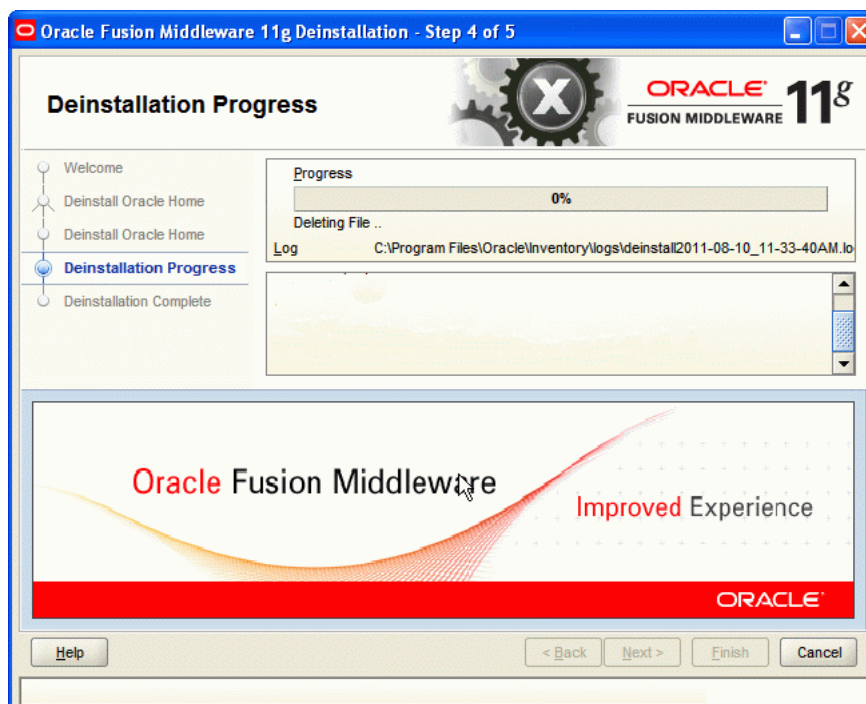 Oracle Fusion Middleware 11g Deinstallation - Step 4 of 5
Deinstallation Progress
ORACLE
FUSION MIDDLEWARE
11g
Welcome
Deinstall Oracle Home
Deinstall Oracle Home
Deinstallation Progress
Deinstallation Complete
Progress
0%
Deleting File ..
Log C:\Program Files\Oracle\Inventory\logs\deinstall2011-08-10_11-33-40AM.lo
Oracle Fusion Middleware
Improved Experience
ORACLE
Help < Back Next > Finish Cancel